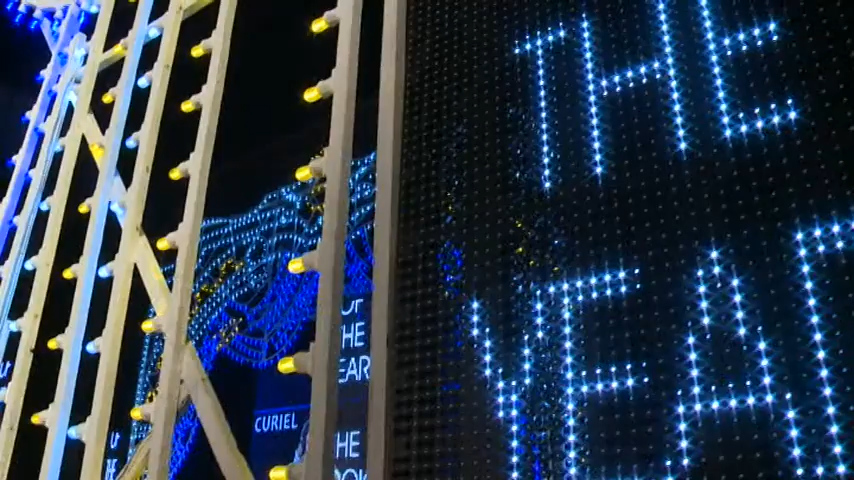 THE
YEAR
OF
THE
YEAR
CURIEL
THE